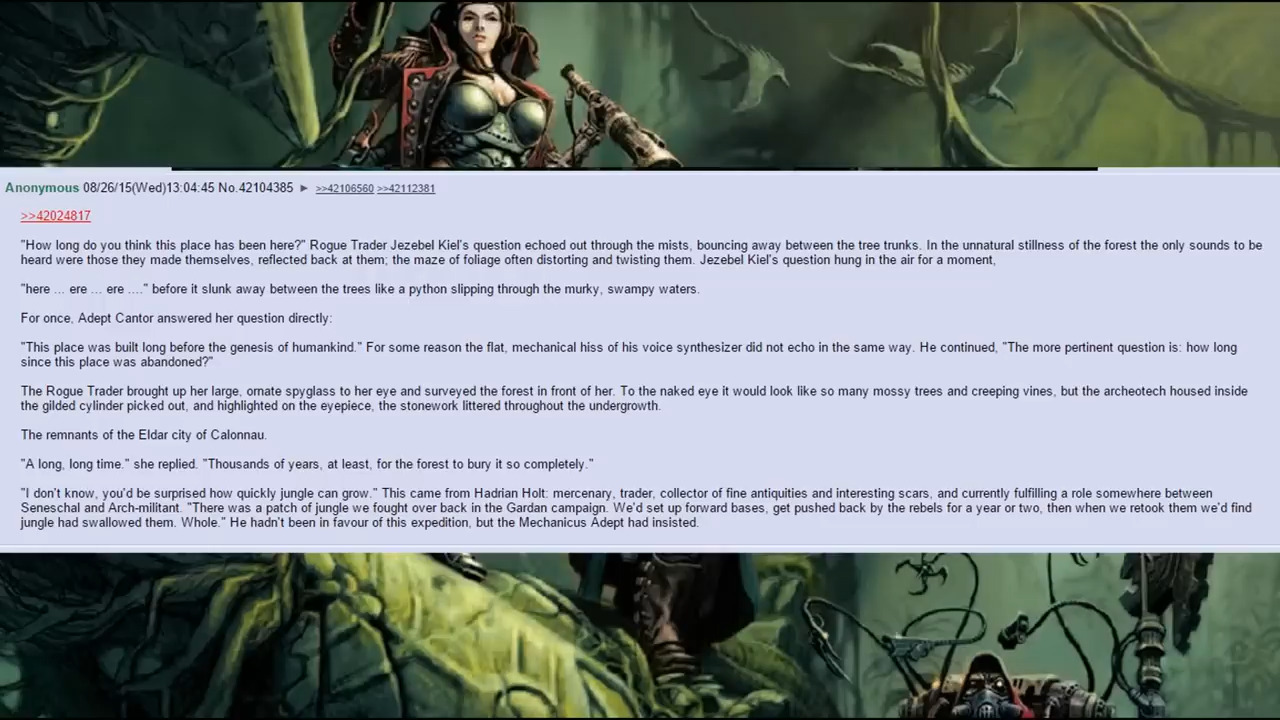 Anonymous 08/26/15(Wed)13:04:45 No.42104385 ► >>42106560 >>42112381
>>42024817
"How long do you think this place has been here?" Rogue Trader Jezebel Kiel's question echoed out through the mists, bouncing away between the tree trunks. In the unnatural stillness of the forest the only sounds to be
heard were those they made themselves, reflected back at them; the maze of foliage often distorting and twisting them. Jezebel Kiel's question hung in the air for a moment,
"here ... ere ... ere ...." before it slunk away between the trees like a python slipping through the murky, swampy waters.
For once, Adept Cantor answered her question directly:
"This place was built long before the genesis of humankind." For some reason the flat, mechanical hiss of his voice synthesizer did not echo in the same way. He continued, "The more pertinent question is: how long
since this place was abandoned?"
The Rogue Trader brought up her large, ornate spyglass to her eye and surveyed the forest in front of her. To the naked eye it would look like so many mossy trees and creeping vines, but the archeotech housed inside
the gilded cylinder picked out, and highlighted on the eyepiece, the stonework littered throughout the undergrowth.
The remnants of the Eldar city of Calonnau.
"A long, long time." she replied. "Thousands of years, at least, for the forest to bury it so completely."
"I don't know, you'd be surprised how quickly jungle can grow." This came from Hadrian Holt: mercenary, trader, collector of fine antiquities and interesting scars, and currently fulfilling a role somewhere between
Seneschal and Arch-militant. "There was a patch of jungle we fought over back in the Gardan campaign. We'd set up forward bases, get pushed back by the rebels for a year or two, then when we retook them we'd find
jungle had swallowed them. Whole." He hadn't been in favour of this expedition, but the Mechanicus Adept had insisted.